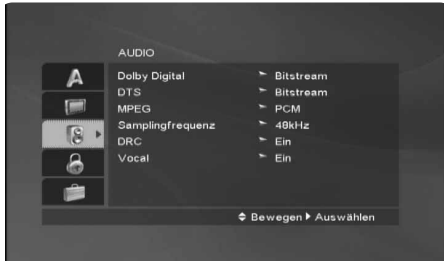 AUDIO
A
Dolby Digital Bitstream
DTS Bitstream
MPEG PCM
Samplingfrequenz 48kHz
DRC Ein
Vocal Ein
Bewegen Auswählen